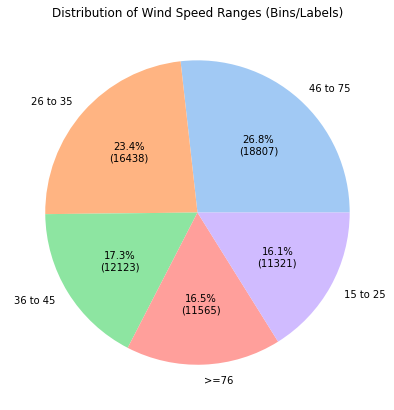 Distribution of Wind Speed Ranges (Bins/Labels)
46 to 75
26 to 35
26.8%
(18807)
23.4%
(16438)
17.3%
(12123)
16.1%
(11321)
36 to 45
15 to 25
16.5%
(11565)
>=76